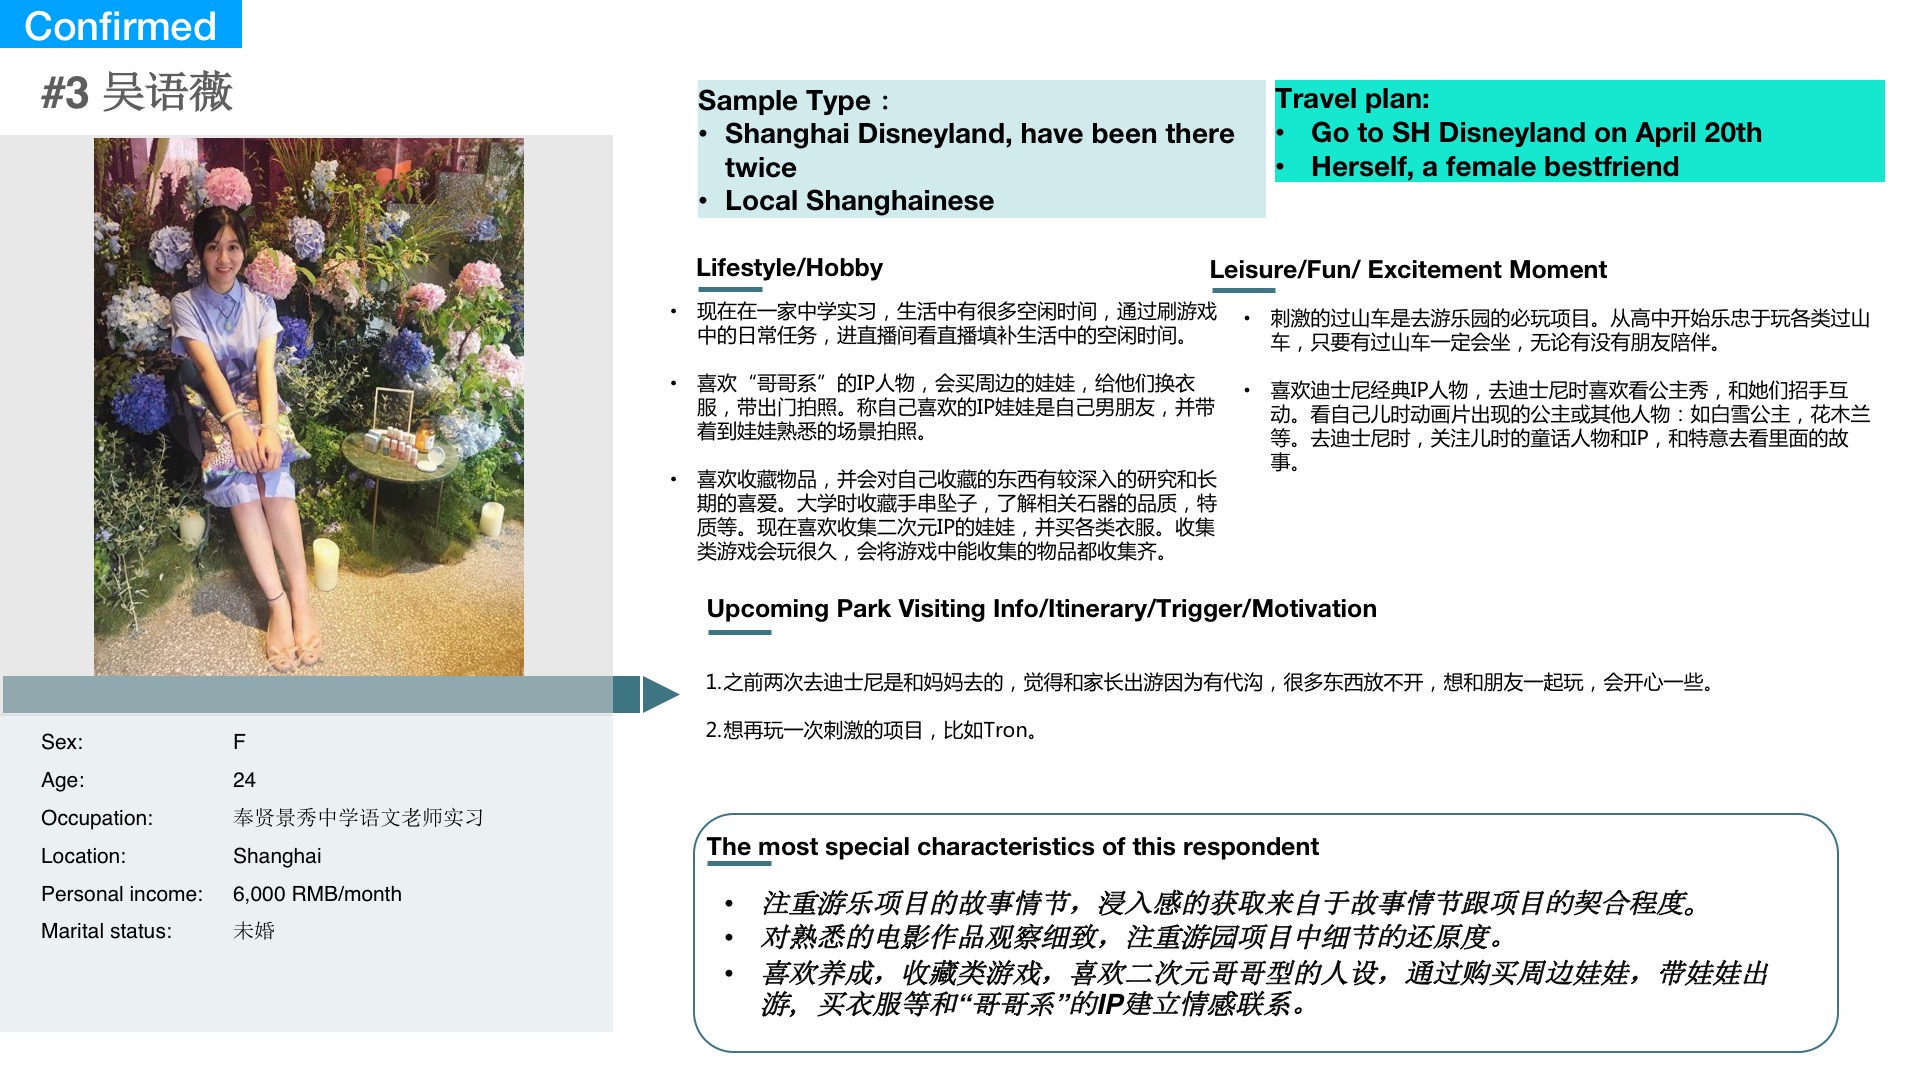 Confirmed
#3 吴语薇
Sample Type：
• Shanghai Disneyland, have been there
twice
• Local Shanghainese
Travel plan:
• Go to SH Disneyland on April 20th
• Herself, a female bestfriend
Lifestyle/Hobby
• 现在在一家中学实习，生活中有很多空闲时间，通过刷游戏
中的日常任务，进直播间看直播填补生活中的空闲时间。
• 喜欢“哥哥系”的IP人物，会买周边的娃娃，给他们换衣
服，带出门拍照。称自己喜欢的IP娃娃是自己男朋友，并带
着到娃娃熟悉的场景拍照。
• 喜欢收藏物品，并会对自己收藏的东西有较深入的研究和长
期的喜爱。大学时收藏手串坠子，了解相关石器的品质，特
质等。现在喜欢收集二次元IP的娃娃，并买各类衣服。收集
类游戏会玩很久，会将游戏中能收集的物品都收集齐。
Leisure/Fun/ Excitement Moment
• 刺激的过山车是去游乐园的必玩项目。从高中开始乐忠于玩各类过山
车，只要有过山车一定会坐，无论有没有朋友陪伴。
• 喜欢迪士尼经典IP人物，去迪士尼时喜欢看公主秀，和她们招手互
动。看自己儿时动画片出现的公主或其他人物：如白雪公主，花木兰
等。去迪士尼时，关注儿时的童话人物和IP，和特意去看里面的故
事。
Upcoming Park Visiting Info/Itinerary/Trigger/Motivation
1.之前两次去迪士尼是和妈妈去的，觉得和家长出游因为有代沟，很多东西放不开，想和朋友一起玩，会开心一些。
2.想再玩一次刺激的项目，比如Tron。
Sex: F
Age: 24
Occupation: 奉贤景秀中学语文老师实习
Location: Shanghai
Personal income: 6,000 RMB/month
Marital status: 未婚
The most special characteristics of this respondent
• 注重游乐项目的故事情节，浸入感的获取来自于故事情节跟项目的契合程度。
• 对熟悉的电影作品观察细致，注重游园项目中细节的还原度。
• 喜欢养成，收藏类游戏，喜欢二次元哥哥型的人设，通过购买周边娃娃，带娃娃出
游，买衣服等和“哥哥系”的IP建立情感联系。